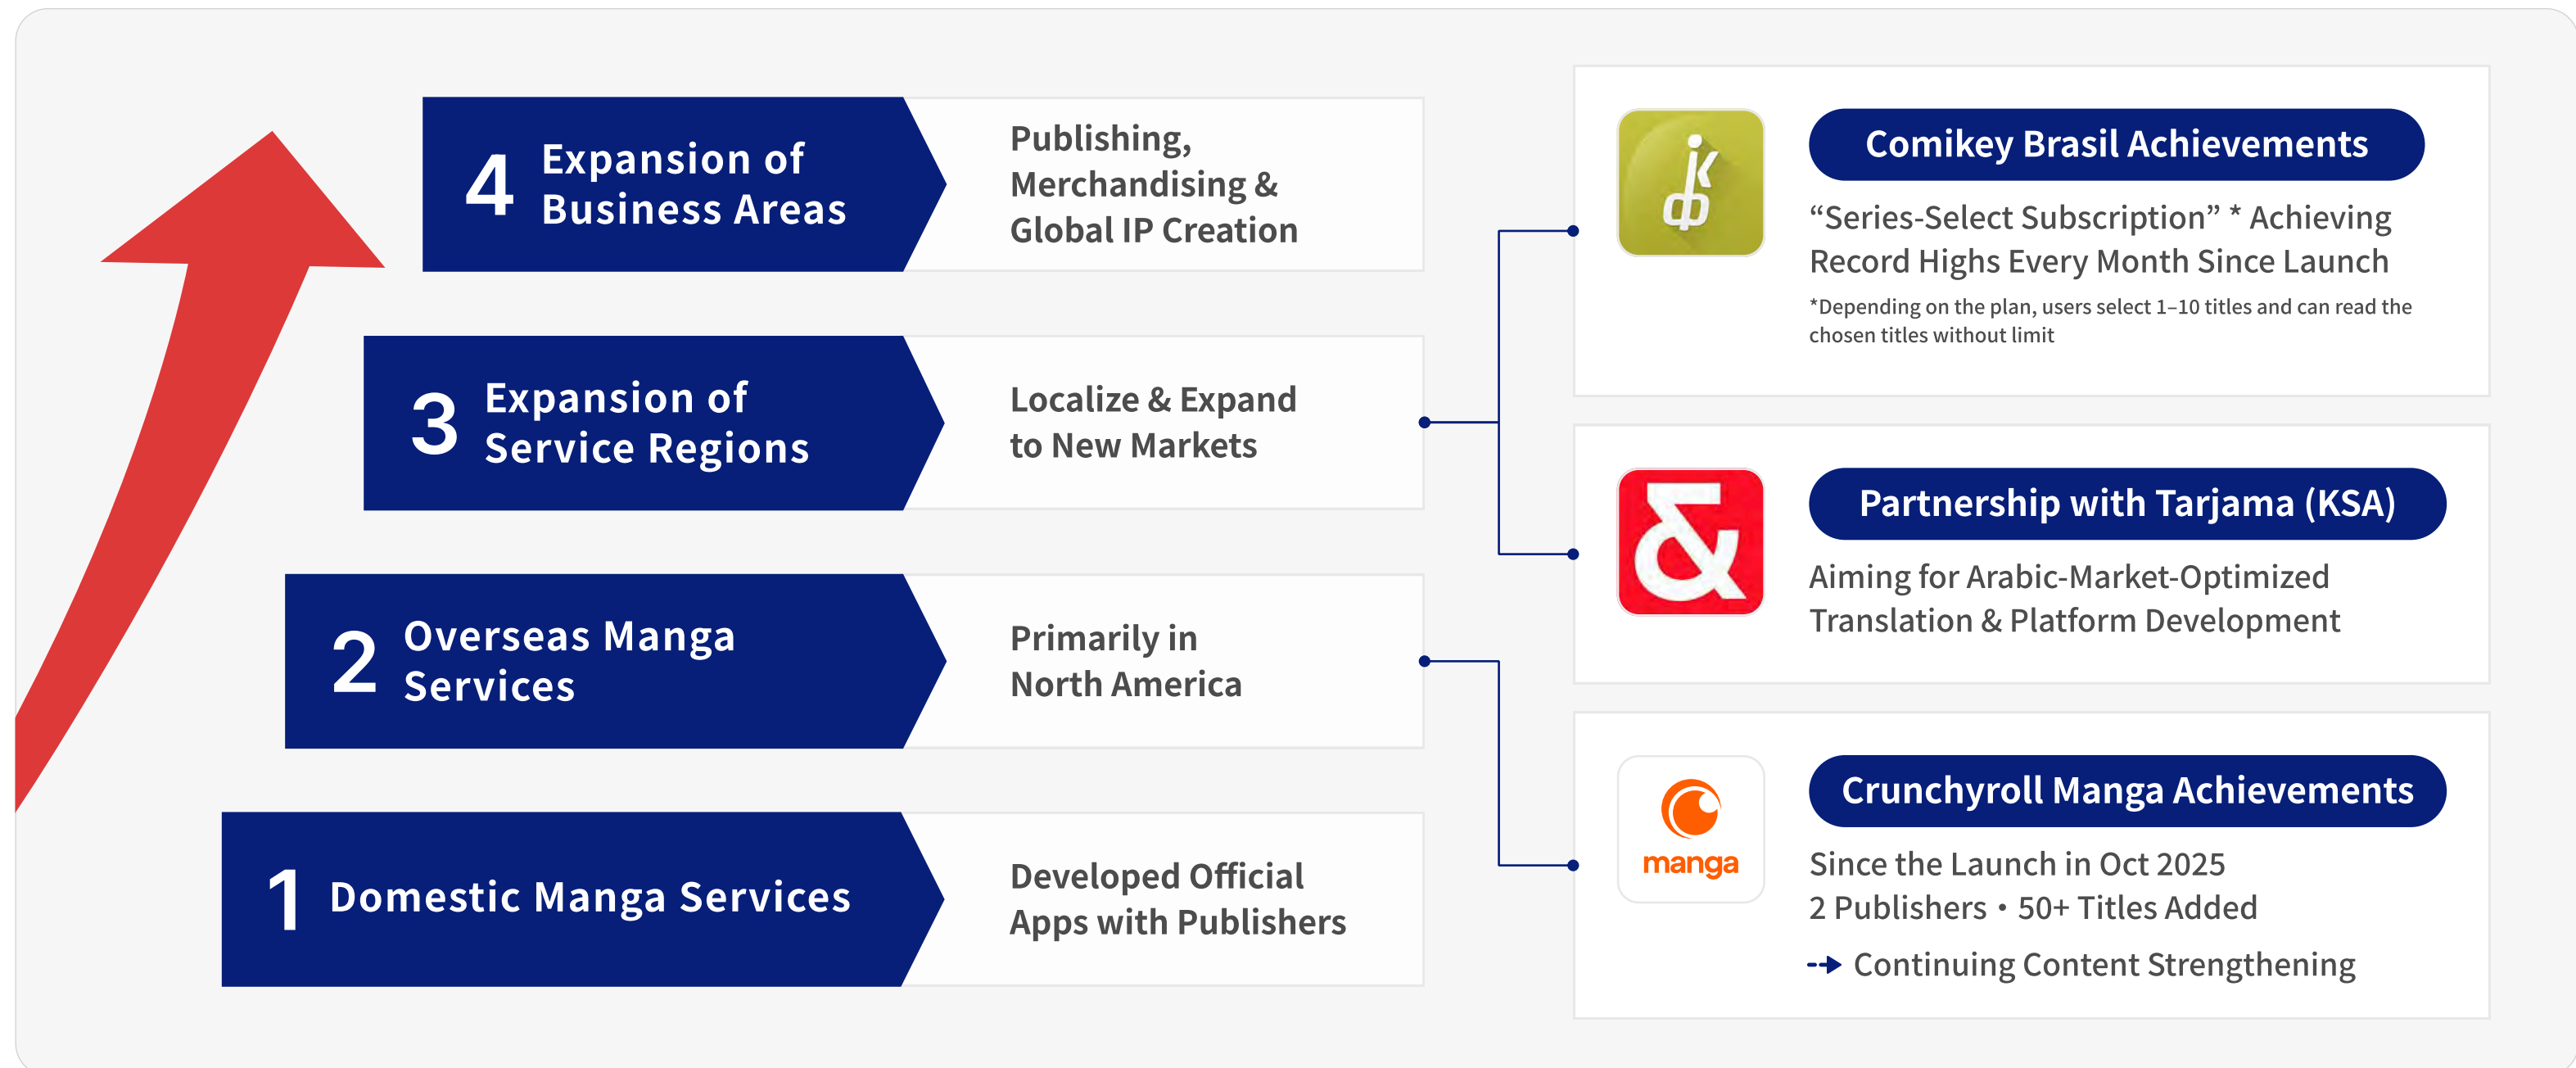 4
Expansion of
Business Areas
Publishing,
Merchandising &
Global IP Creation
3
Expansion of
Service Regions
Localize & Expand
to New Markets
2
Overseas Manga
Services
Primarily in
North America
1
Domestic Manga Services
Developed Official
Apps with Publishers
Comikey Brasil Achievements
“Series-Select Subscription” * Achieving
Record Highs Every Month Since Launch
*Depending on the plan, users select 1–10 titles and can read the
chosen titles without limit
&
Partnership with Tarjama (KSA)
Aiming for Arabic-Market-Optimized
Translation & Platform Development
manga
Crunchyroll Manga Achievements
Since the Launch in Oct 2025
2 Publishers・50+ Titles Added
Continuing Content Strengthening